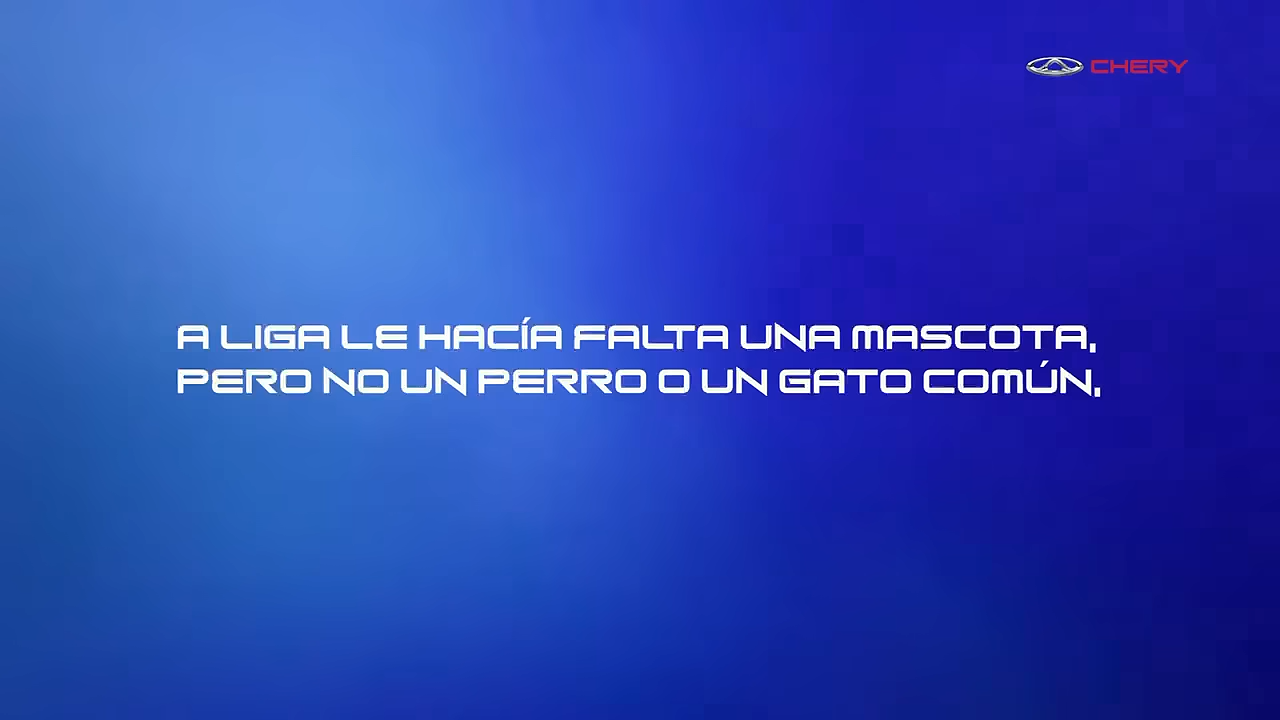 CHERY
A LIGA LE HACÍA FALTA UNA MASCOTA,
PERO NO UN PERRO O UN GATO COMÚN,